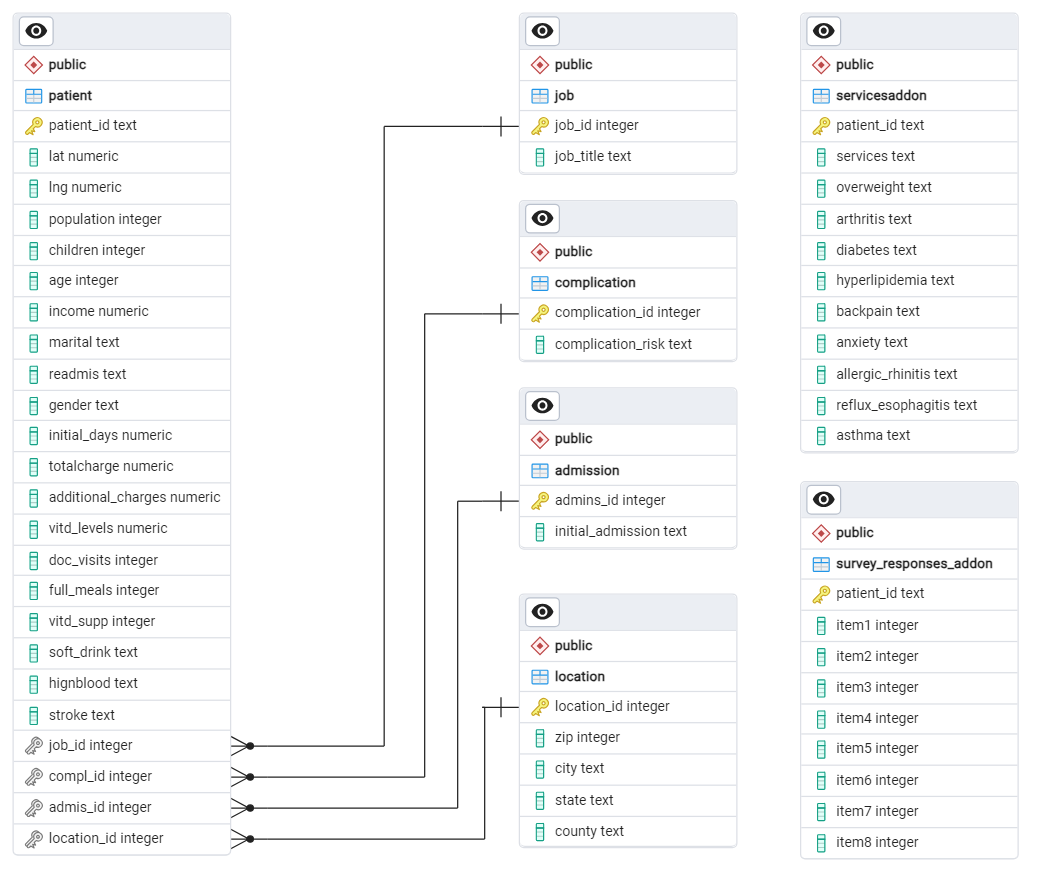 public
patient
patient_id text
lat numeric
lng numeric
population integer
children integer
age integer
income numeric
marital text
readmis text
gender text
initial_days numeric
totalcharge numeric
additional_charges numeric
vitd_levels numeric
doc_visits integer
full_meals integer
vitd_supp integer
soft_drink text
hignblood text
stroke text
job_id integer
compl_id integer
admis_id integer
location_id integer
public
job
job_id integer
job_title text
public
complication
complication_id integer
complication_risk text
public
admission
admins_id integer
initial_admission text
public
location
location_id integer
zip integer
city text
state text
county text
public
servicesaddon
patient_id text
services text
overweight text
arthritis text
diabetes text
hyperlipidemia text
backpain text
anxiety text
allergic_rhinitis text
reflux_esophagitis text
asthma text
public
survey_responses_addon
patient_id text
item1 integer
item2 integer
item3 integer
item4 integer
item5 integer
item6 integer
item7 integer
item8 integer